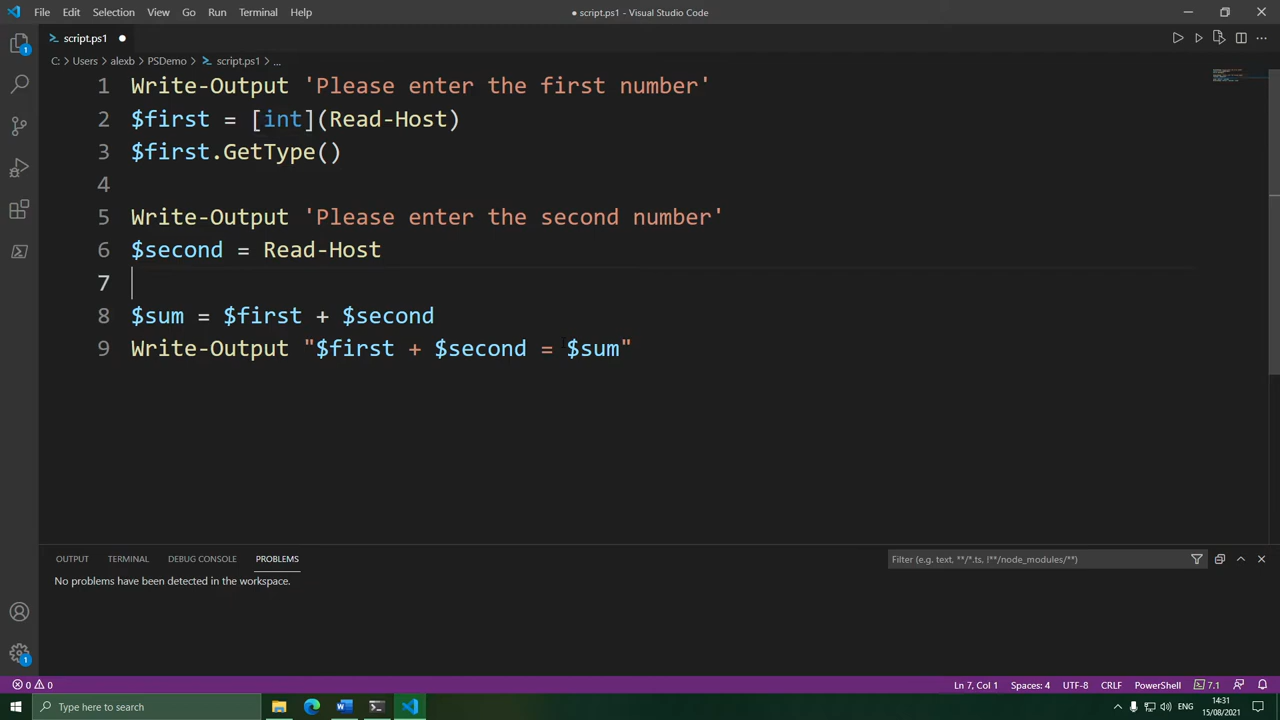 File Edit Selection View Go Run Terminal Help ● script.ps1 - Visual Studio Code
script.ps1 ●
C: > Users > alexb > PSDemo > script.ps1 > ...
1 Write-Output 'Please enter the first number'
2 $first = [int](Read-Host)
3 $first.GetType()
4
5 Write-Output 'Please enter the second number'
6 $second = Read-Host
7
8 $sum = $first + $second
9 Write-Output "$first + $second = $sum"
OUTPUT TERMINAL DEBUG CONSOLE PROBLEMS Filter (e.g. text, **/*.ts, !**/node_modules/**)
No problems have been detected in the workspace.
1
1
0 0 Ln 7, Col 1 Spaces: 4 UTF-8 CRLF PowerShell 7.1
Type here to search ENG 14:31
15/08/2021